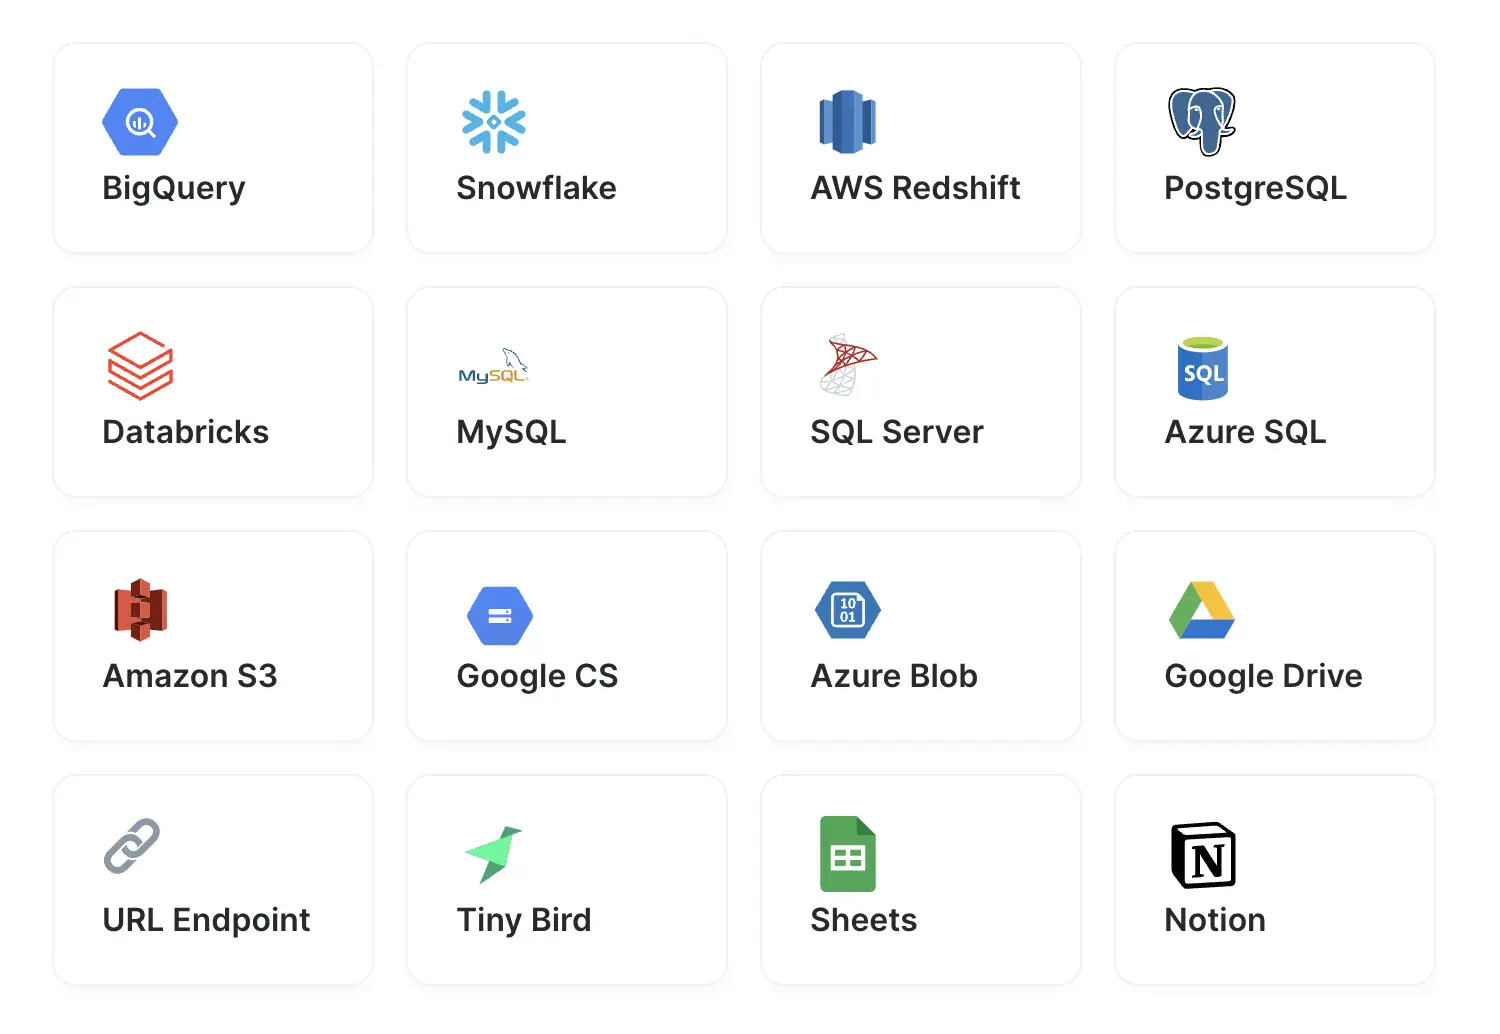 BigQuery
Snowflake
AWS Redshift
PostgreSQL
Databricks
MySQL
MySQL
SQL Server
SQL
Azure SQL
Amazon S3
Google CS
10
01
Azure Blob
Google Drive
URL Endpoint
Tiny Bird
Sheets
N
Notion